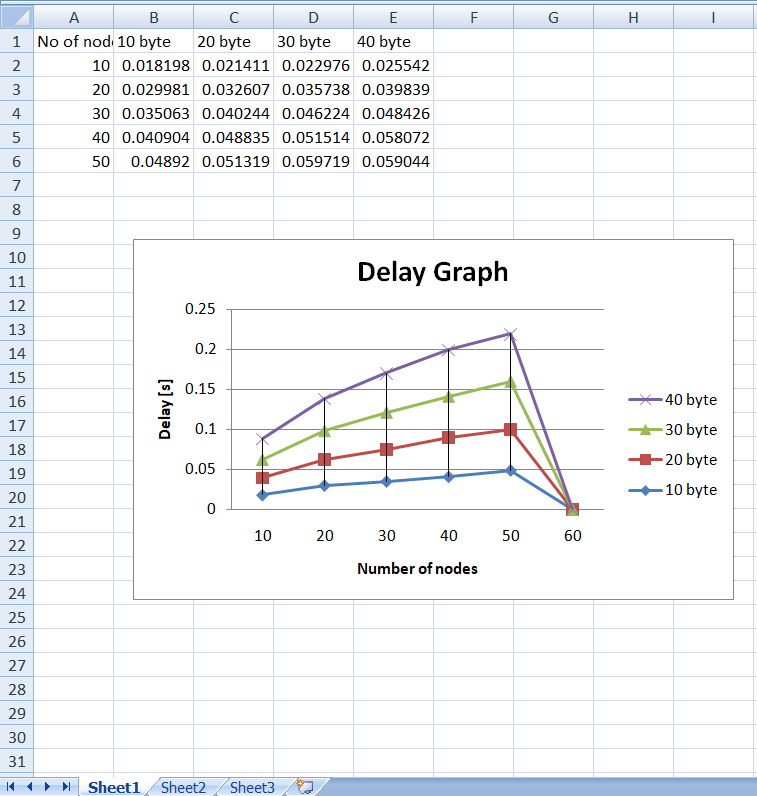 A B C D E F G H I
1 No of nod 10 byte 20 byte 30 byte 40 byte
2 10 0.018198 0.021411 0.022976 0.025542
3 20 0.029981 0.032607 0.035738 0.039839
4 30 0.035063 0.040244 0.046224 0.048426
5 40 0.040904 0.048835 0.051514 0.058072
6 50 0.04892 0.051319 0.059719 0.059044
7
8
9
10
11
12
13
14
15
16
17
18
19
20
21
22
23
24
25
26
27
28
29
30
31
Delay Graph
0.25
0.2
0.15
0.1
0.05
0
Delay [s]
10 20 30 40 50 60
Number of nodes
40 byte
30 byte
20 byte
10 byte
Sheet1 Sheet2 Sheet3